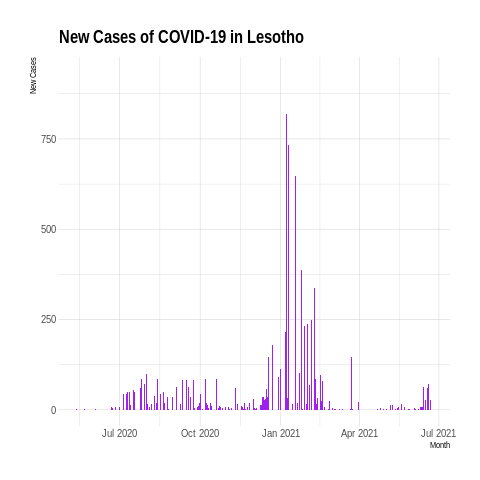 New Cases of COVID-19 in Lesotho
New Cases
750
500
250
0
Jul 2020
Oct 2020
Jan 2021
Apr 2021
Jul 2021
Month